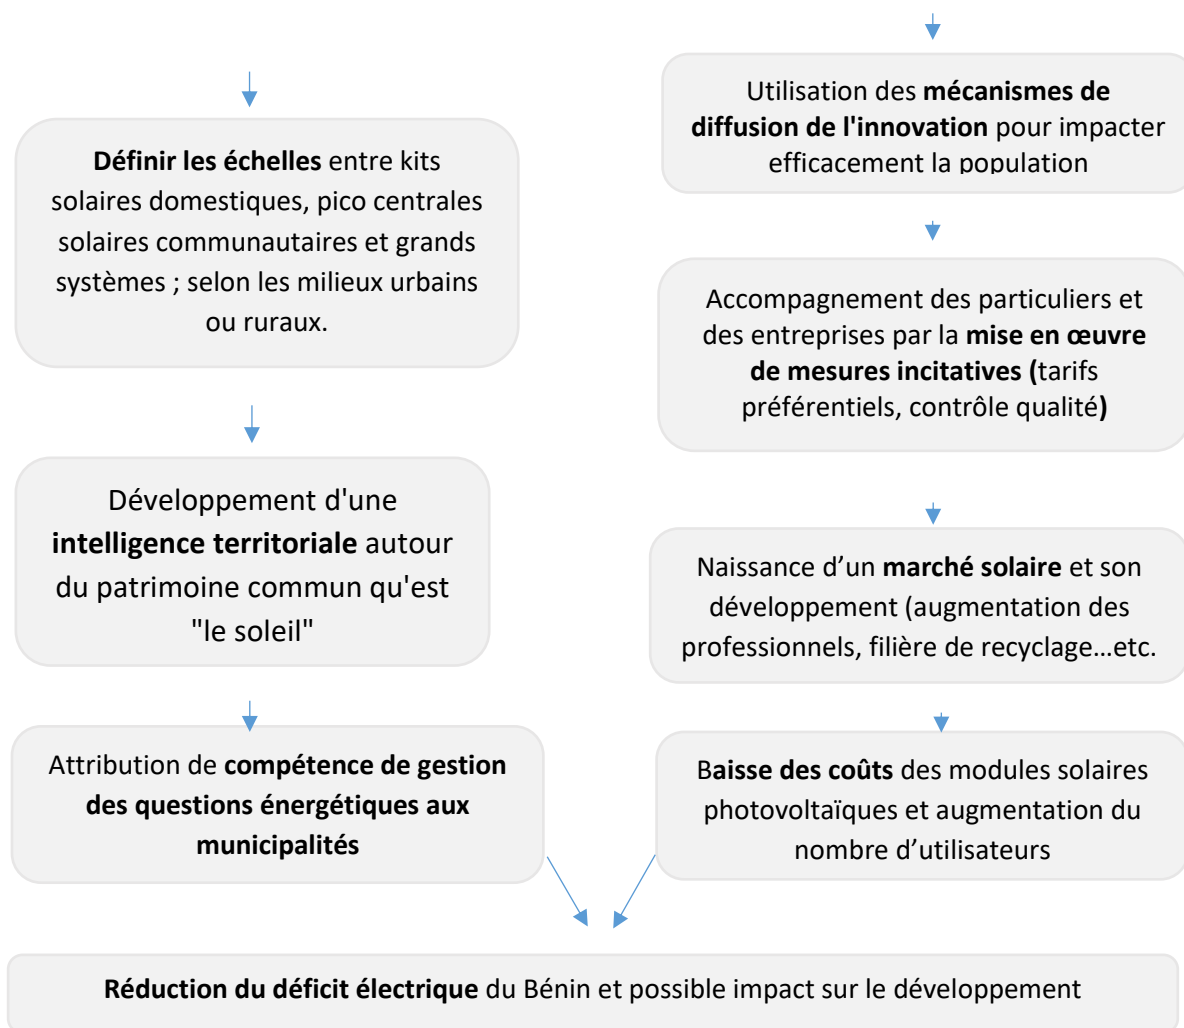 Définir les échelles entre kits
solaires domestiques, pico centrales
solaires communautaires et grands
systèmes ; selon les milieux urbains
ou ruraux.
Développement d'une
intelligence territoriale autour
du patrimoine commun qu'est
"le soleil"
Attribution de compétence de gestion
des questions énergétiques aux
municipalités
Utilisation des mécanismes de
diffusion de l'innovation pour impacter
efficacement la population
Accompagnement des particuliers et
des entreprises par la mise en œuvre
de mesures incitatives (tarifs
préférentiels, contrôle qualité)
Naissance d’un marché solaire et son
développement (augmentation des
professionnels, filière de recyclage…etc.
Baisse des coûts des modules solaires
photovoltaïques et augmentation du
nombre d’utilisateurs
Réduction du déficit électrique du Bénin et possible impact sur le développement